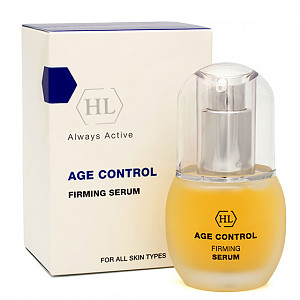 HL
Always Active
AGE CONTROL
FIRMING SERUM
FOR ALL SKIN TYPES
HL
AGE CONTROL
FIRMING
SERUM